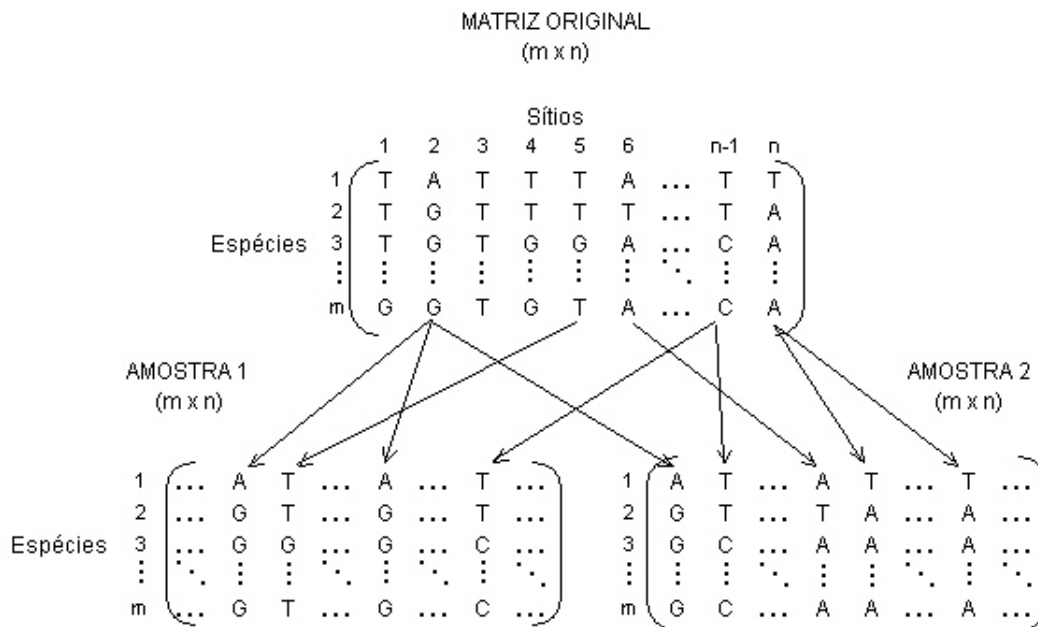 MATRIZ ORIGINAL
(m x n)
Sítios
1 2 3 4 5 6 n-1 n
1 T A T T T A ... T T
2 T G T T T T ... T A
Espécies 3 T G T G G A ... C A
⋮ ⋮ ⋮ ⋮ ⋮ ⋮ ⋮ ⋱ ⋮ ⋮
m G G T G T A ... C A
AMOSTRA 1
(m x n)
AMOSTRA 2
(m x n)
1 ... A T ... A ... T ...
2 ... G T ... G ... T ...
Espécies 3 ... G G ... G ... C ...
⋮ ⋱ ⋮ ⋮ ⋱ ⋮ ⋱ ⋮ ⋱
m ... G T ... G ... C ...
1 A T ... A T ... T ...
2 G T ... T A ... A ...
3 G C ... A A ... A ...
⋮ ⋮ ⋮ ⋱ ⋮ ⋮ ⋱ ⋮ ⋱
m G C ... A A ... A ...